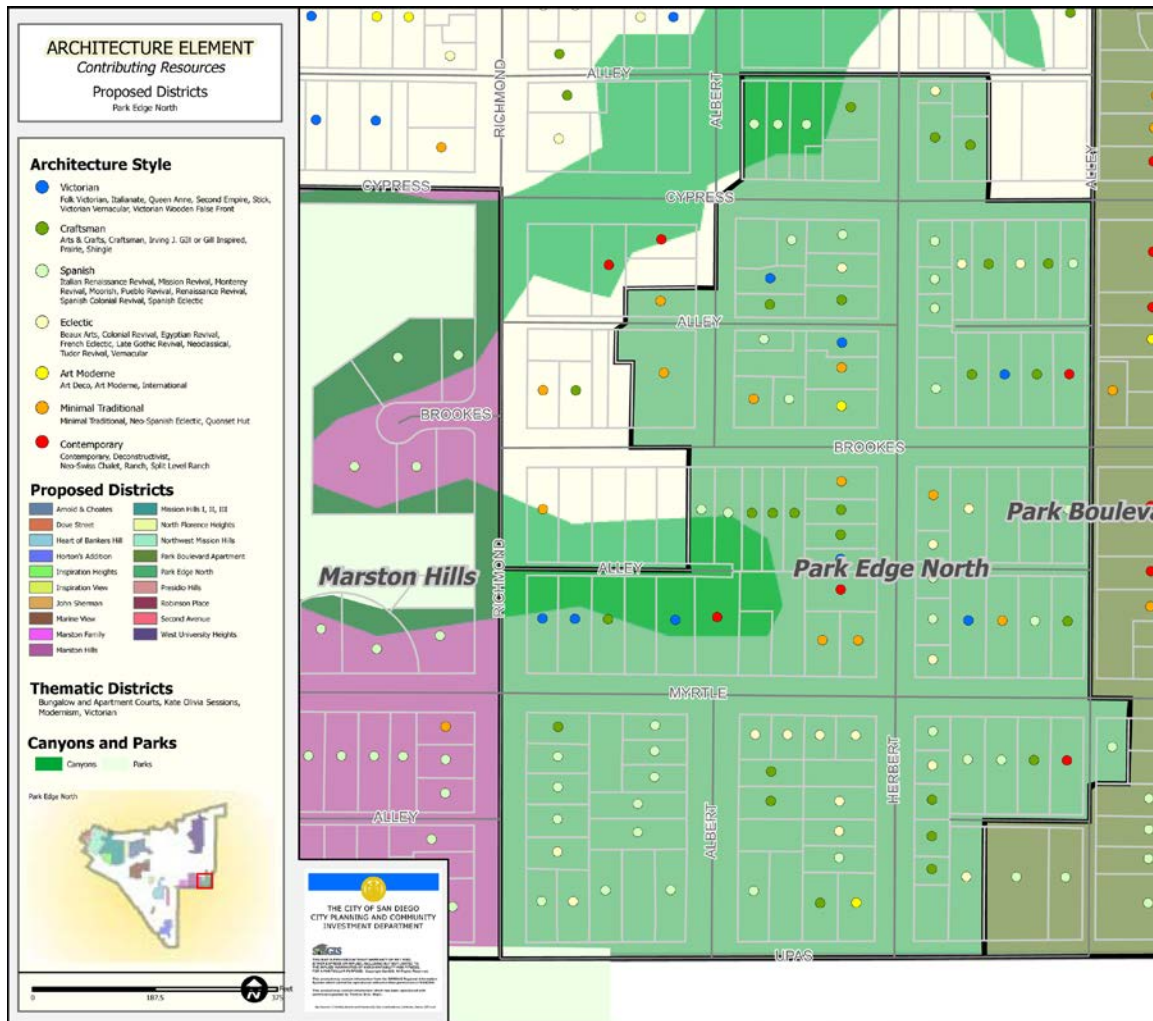 ARCHITECTURE ELEMENT
Contributing Resources
Proposed Districts
Park Edge North
Architecture Style
Victorian
Folk Victorian, Italianate, Queen Anne, Second Empire, Stick,
Victorian Vernacular, Victorian Wooden False Front
Craftsman
Arts & Crafts, Craftsman, Irving J. Gill or Gill Inspired,
Prairie, Shingle
Spanish
Italian Renaissance Revival, Mission Revival, Monterey
Revival, Moorish, Pueblo Revival, Renaissance Revival,
Spanish Colonial Revival, Spanish Eclectic
Eclectic
Beaux Arts, Colonial Revival, Egyptian Revival,
French Eclectic, Late Gothic Revival, Neoclassical,
Tudor Revival, Vernacular
Art Moderne
Art Deco, Art Moderne, International
Minimal Traditional
Minimal Traditional, Neo-Spanish Eclectic, Quonset Hut
Contemporary
Contemporary, Deconstructivist,
Neo-Swiss Chalet, Ranch, Split Level Ranch
Proposed Districts
Arnold & Choates
Dove Street
Heart of Bankers Hill
Horton's Addition
Inspiration Heights
Inspiration View
John Sherman
Marine View
Marston Family
Marston Hills
Mission Hills I, II, III
North Florence Heights
Northwest Mission Hills
Park Boulevard Apartment
Park Edge North
Presidio Hills
Robinson Place
Second Avenue
West University Heights
Thematic Districts
Bungalow and Apartment Courts, Kate Olivia Sessions,
Modernism, Victorian
Canyons and Parks
Canyons
Parks
Park Edge North
N
Feet
0 187.5 375
THE CITY OF SAN DIEGO
CITY PLANNING AND COMMUNITY
INVESTMENT DEPARTMENT
SanGIS
ALLEY
RICHMOND
ALBERT
CYPRESS
CYPRESS
ALLEY
ALLEY
BROOKES
BROOKES
Park Bouleva
RICHMOND
ALLEY
Marston Hills
Park Edge North
MYRTLE
HERBERT
ALLEY
ALBERT
UPAS